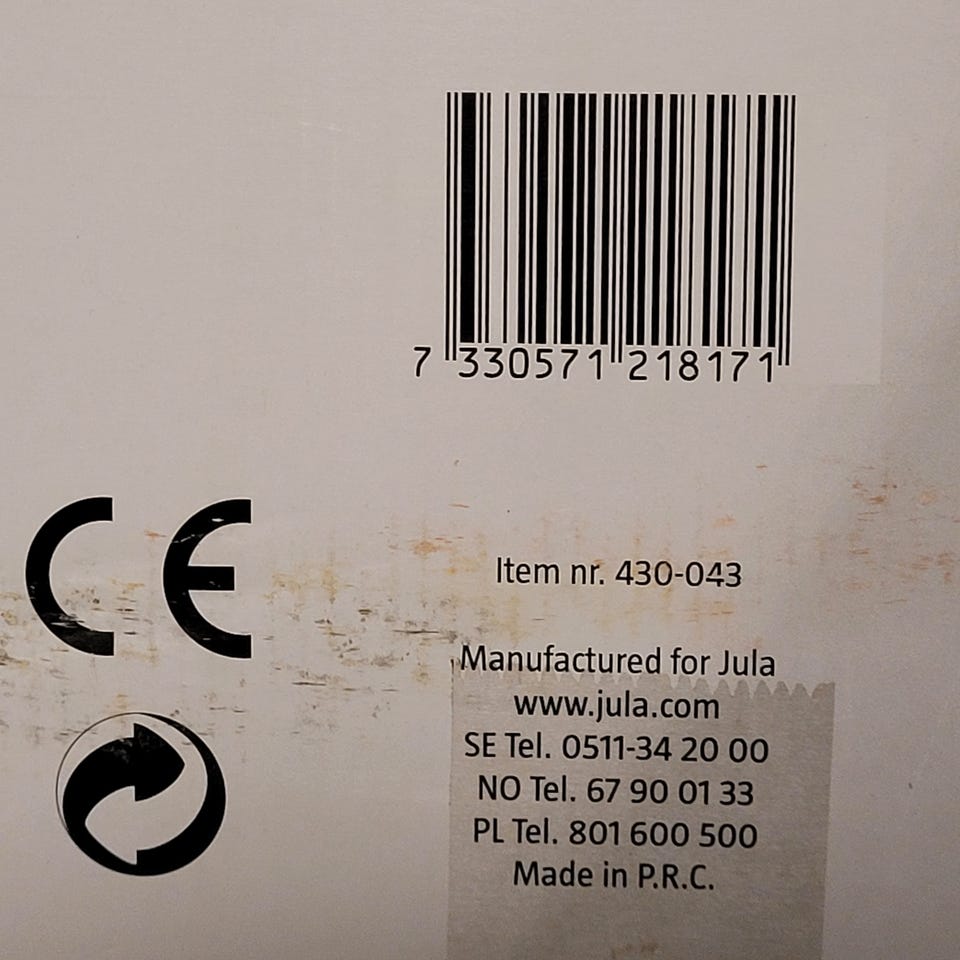 7 330571 218171
CE
Item nr. 430-043
Manufactured for Jula
www.jula.com
SE Tel. 0511-34 20 00
NO Tel. 67 90 01 33
PL Tel. 801 600 500
Made in P.R.C.